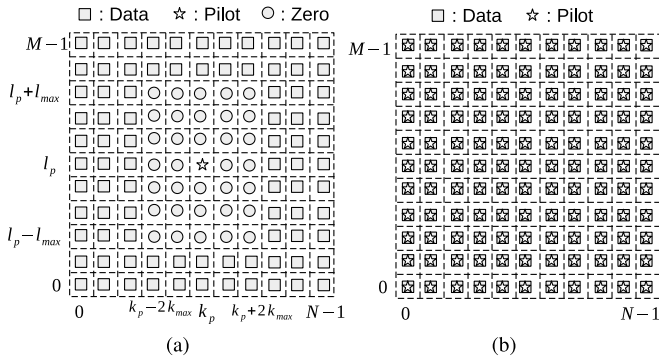 : Data : Pilot : Zero
M−1
l_p+l_max
l_p
l_p−l_max
0
0 k_p−2k_max k_p k_p+2k_max N−1
(a)
: Data : Pilot
M−1
0
0 N−1
(b)